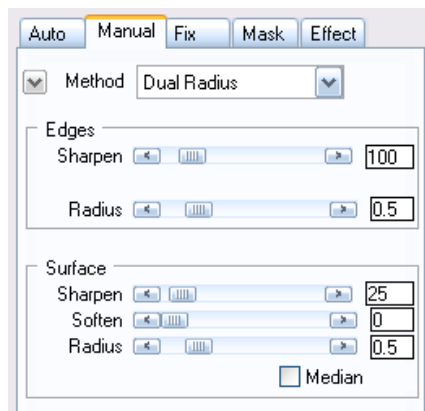 Auto Manual Fix Mask Effect
Method Dual Radius
Edges
Sharpen 100
Radius 0.5
Surface
Sharpen 25
Soften 0
Radius 0.5
Median